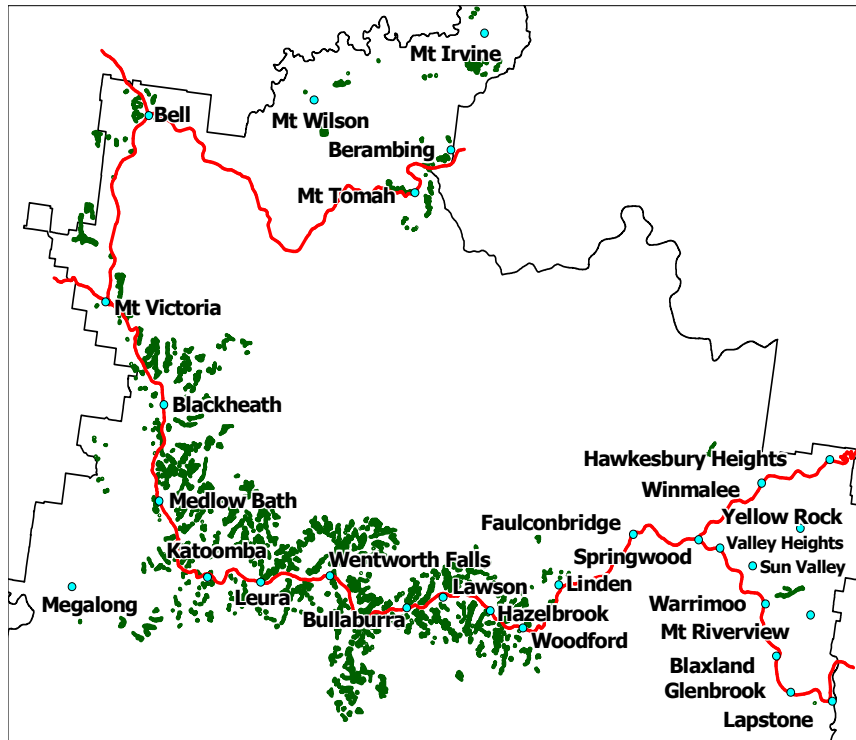 Mt Irvine
Bell
Mt Wilson
Berambing
Mt Tomah
Mt Victoria
Blackheath
Hawkesbury Heights
Winmalee
Medlow Bath
Yellow Rock
Faulconbridge
Valley Heights
Springwood
Katoomba
Wentworth Falls
Sun Valley
Linden
Lawson
Leura
Megalong
Warrimoo
Hazelbrook
Bullaburra
Mt Riverview
Woodford
Blaxland
Glenbrook
Lapstone